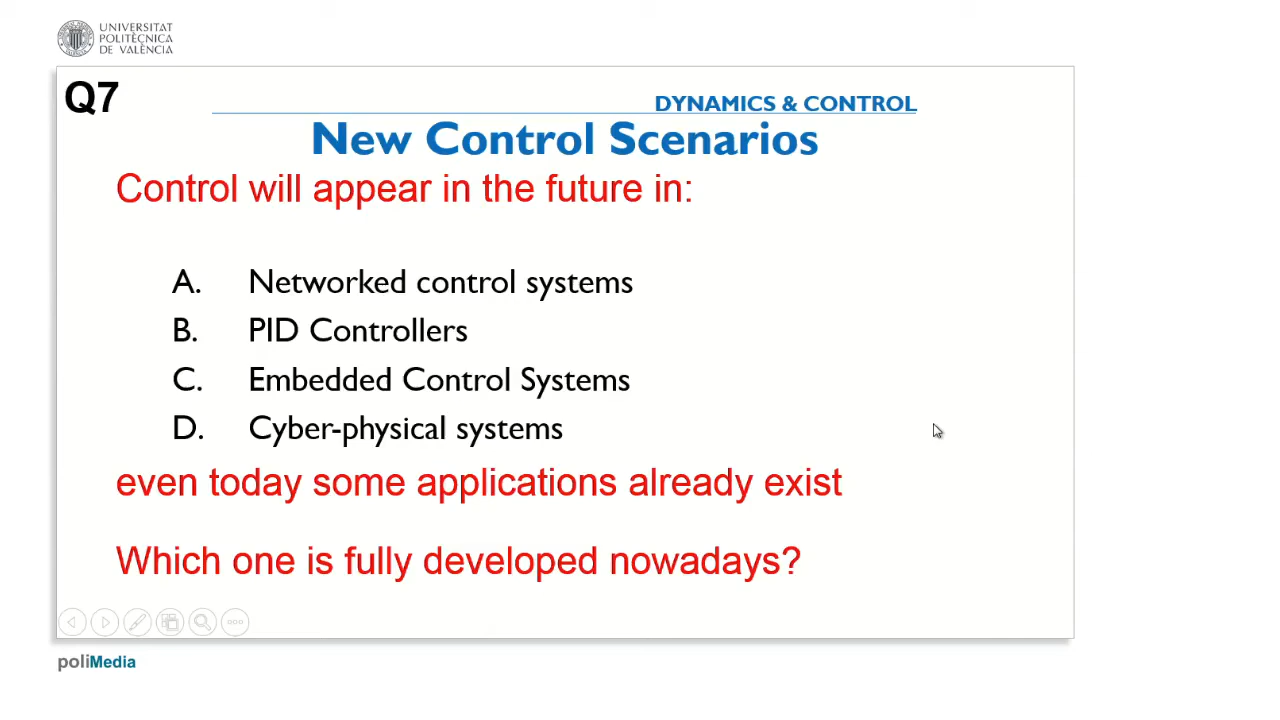 UNIVERSITAT
POLITÈCNICA
DE VALÈNCIA
Q7
DYNAMICS & CONTROL
New Control Scenarios
Control will appear in the future in:
A. Networked control systems
B. PID Controllers
C. Embedded Control Systems
D. Cyber-physical systems
even today some applications already exist
Which one is fully developed nowadays?
poliMedia